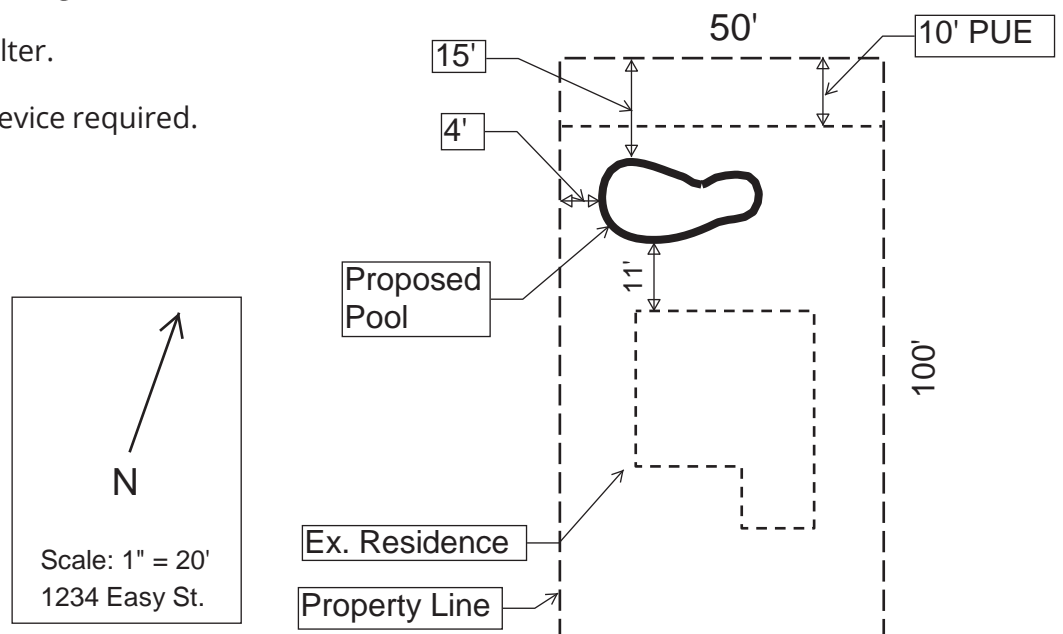 lter.
evice required.
50'
10' PUE
15'
4'
11'
Proposed
Pool
100'
N
Scale: 1" = 20'
1234 Easy St.
Ex. Residence
Property Line